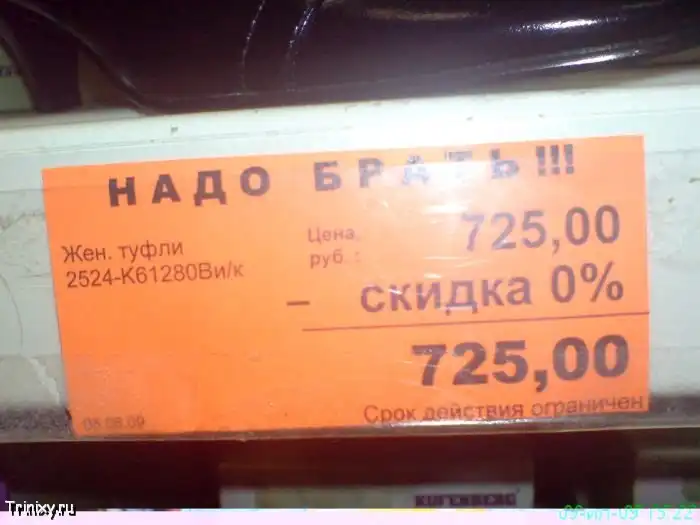 НАДО БРАТЬ!!!
Жен. туфли
2524-К61280Ви/к
Цена, руб.: 725,00
– скидка 0%
725,00
Срок действия ограничен
08.06.09
Trinixy.ru